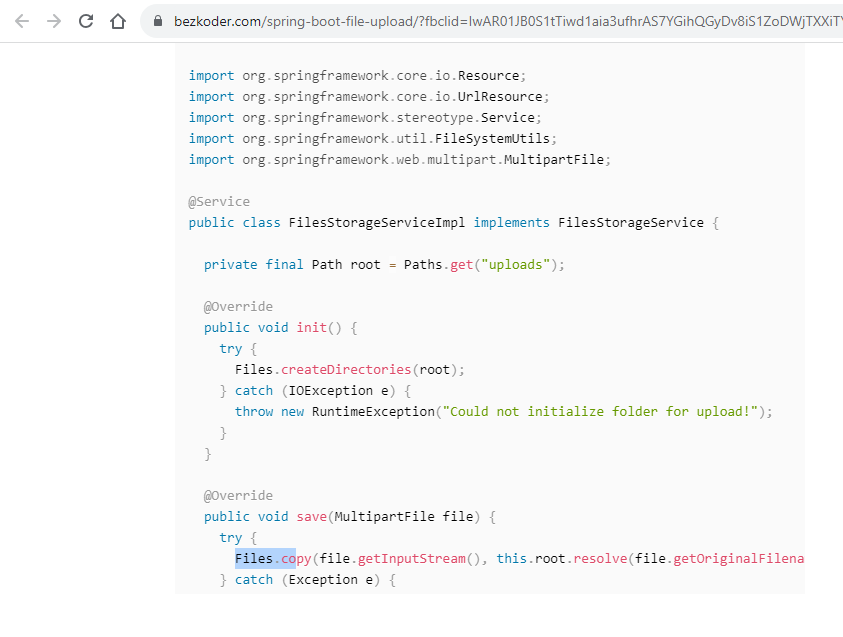 bezkoder.com/spring-boot-file-upload/?fbclid=IwAR01JB0S1tTiwd1aia3ufhrAS7YGihQGyDv8iS1ZoDWjTXXiTY
import org.springframework.core.io.Resource;
import org.springframework.core.io.UrlResource;
import org.springframework.stereotype.Service;
import org.springframework.util.FileSystemUtils;
import org.springframework.web.multipart.MultipartFile;
@Service
public class FilesStorageServiceImpl implements FilesStorageService {
private final Path root = Paths.get("uploads");
@Override
public void init() {
try {
Files.createDirectories(root);
} catch (IOException e) {
throw new RuntimeException("Could not initialize folder for upload!");
}
}
@Override
public void save(MultipartFile file) {
try {
Files.copy(file.getInputStream(), this.root.resolve(file.getOriginalFilena
} catch (Exception e) {